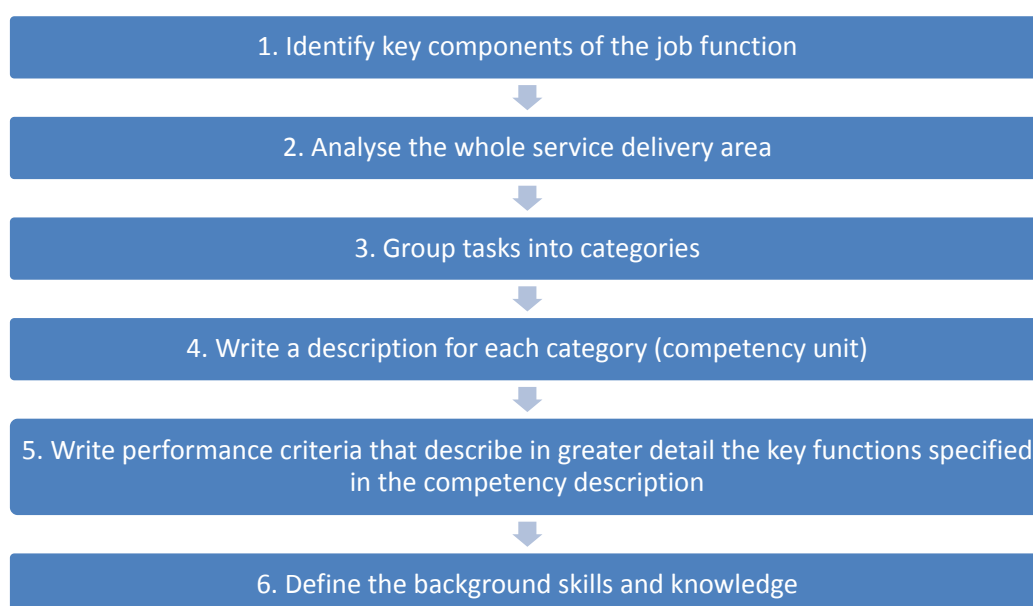 1. Identify key components of the job function
2. Analyse the whole service delivery area
3. Group tasks into categories
4. Write a description for each category (competency unit)
5. Write performance criteria that describe in greater detail the key functions specified
in the competency description
6. Define the background skills and knowledge